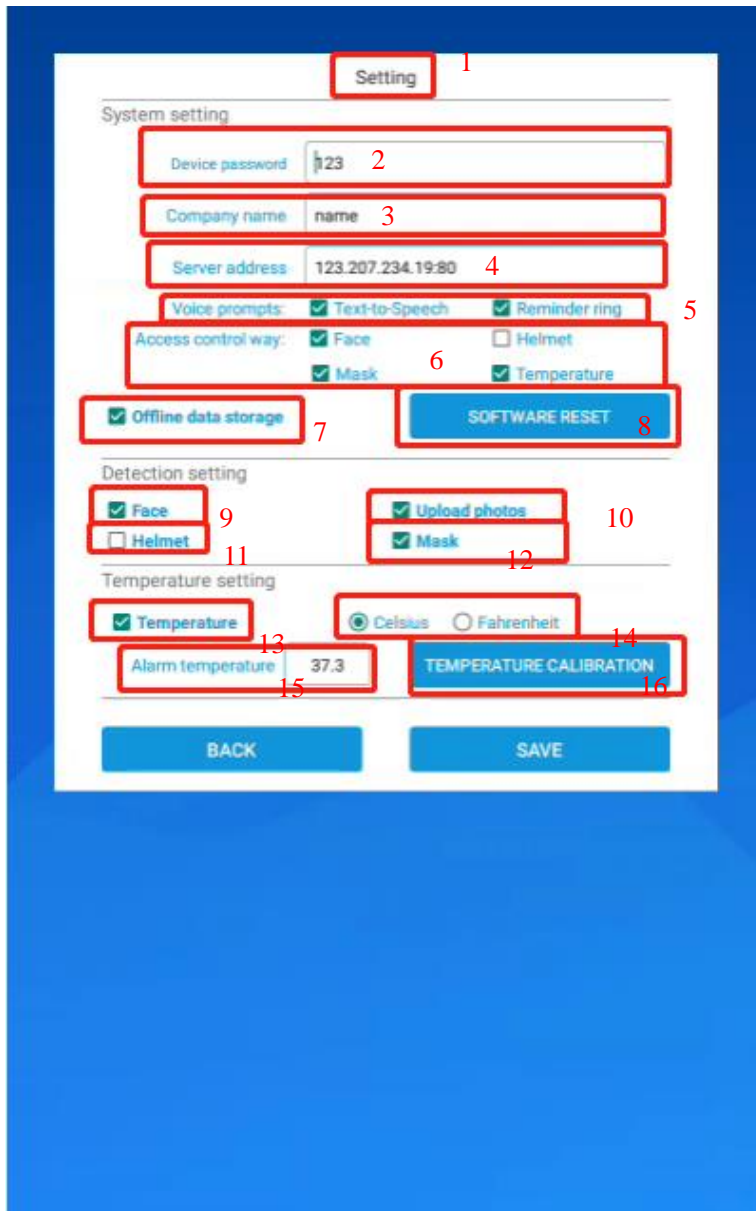 Setting 1
System setting
Device password 123 2
Company name name 3
Server address 123.207.234.19:80 4
Voice prompts: Text-to-Speech Reminder ring 5
Access control way: Face Helmet
6
Mask Temperature
Offline data storage 7 SOFTWARE RESET 8
Detection setting
Face 9 Upload photos 10
Helmet 11 Mask 12
Temperature setting
Temperature 13 Celsius Fahrenheit 14
Alarm temperature 37.3 15 TEMPERATURE CALIBRATION 16
BACK SAVE